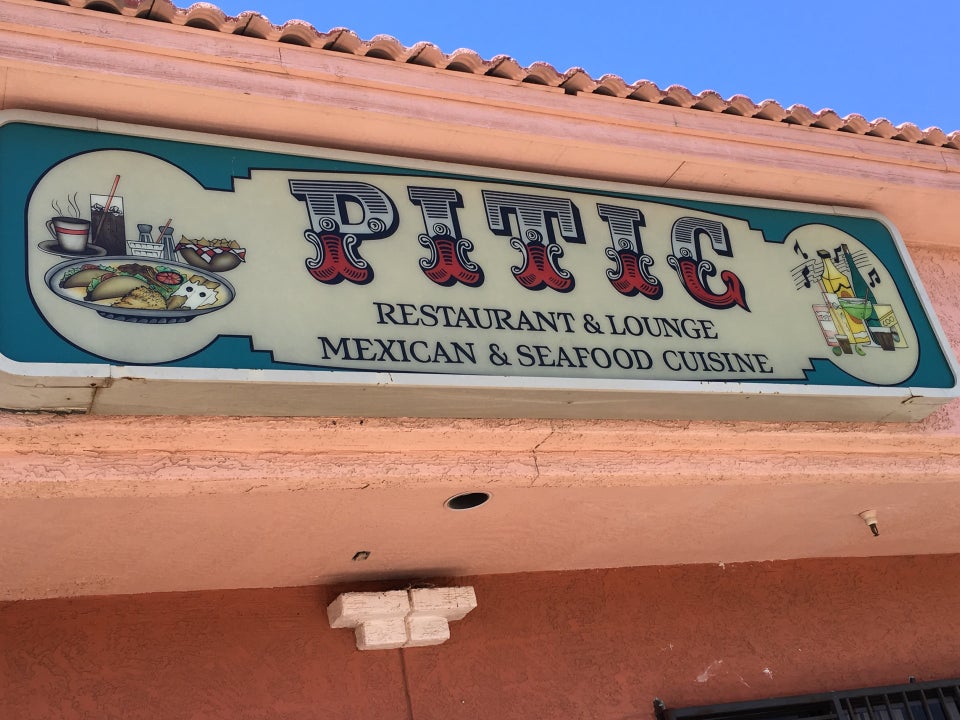 PITIC
RESTAURANT & LOUNGE
MEXICAN & SEAFOOD CUISINE